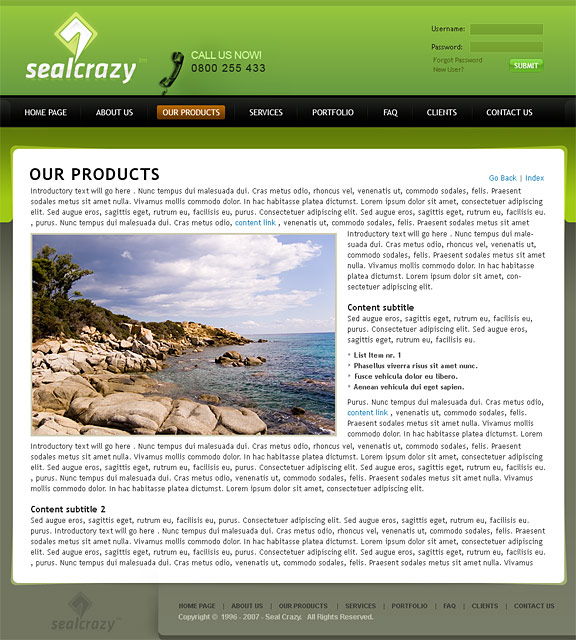 sealcrazy
CALL US NOW!
0800 255 433
Username:
Password:
Forgot Password
New User?
SUBMIT
HOME PAGE ABOUT US OUR PRODUCTS SERVICES PORTFOLIO FAQ CLIENTS CONTACT US
OUR PRODUCTS
Go Back | Index
Introductory text will go here . Nunc tempus dui malesuada dui. Cras metus odio, rhoncus vel, venenatis ut, commodo sodales, felis. Praesent
sodales metus sit amet nulla. Vivamus mollis commodo dolor. In hac habitasse platea dictumst. Lorem ipsum dolor sit amet, consectetuer adipiscing
elit. Sed augue eros, sagittis eget, rutrum eu, facilisis eu, purus. Consectetuer adipiscing elit. Sed augue eros, sagittis eget, rutrum eu, facilisis eu.
, purus. Nunc tempus dui malesuada dui. Cras metus odio, content link , venenatis ut, commodo sodales, felis. Praesent sodales metus sit amet
Introductory text will go here . Nunc tempus dui male-
suada dui. Cras metus odio, rhoncus vel, venenatis ut,
commodo sodales, felis. Praesent sodales metus sit amet
nulla. Vivamus mollis commodo dolor. In hac habitasse
platea dictumst. Lorem ipsum dolor sit amet, con-
sectetuer adipiscing elit.
Content subtitle
Sed augue eros, sagittis eget, rutrum eu, facilisis eu,
purus. Consectetuer adipiscing elit. Sed augue eros,
sagittis eget, rutrum eu, facilisis eu.
List Item nr. 1
Phasellus viverra risus sit amet nunc.
Fusce vehicula dolor eu libero.
Aenean vehicula dui eget sapien.
Purus. Nunc tempus dui malesuada dui. Cras metus odio,
content link , venenatis ut, commodo sodales, felis.
Praesent sodales metus sit amet nulla. Vivamus mollis
commodo dolor. In hac habitasse platea dictumst. Lorem
Introductory text will go here . Nunc tempus dui malesuada dui. Cras metus odio, rhoncus vel, venenatis ut, commodo sodales, felis. Praesent
sodales metus sit amet nulla. Vivamus mollis commodo dolor. In hac habitasse platea dictumst. Lorem ipsum dolor sit amet, consectetuer adipiscing
elit. Sed augue eros, sagittis eget, rutrum eu, facilisis eu, purus. Consectetuer adipiscing elit. Sed augue eros, sagittis eget, rutrum eu, facilisis eu.
, purus. Nunc tempus dui malesuada dui. Cras metus odio, venenatis ut, commodo sodales, felis. Praesent sodales metus sit amet nulla. Vivamus
mollis commodo dolor. In hac habitasse platea dictumst. Lorem ipsum dolor sit amet, consectetuer adipiscing elit.
Content subtitle 2
Sed augue eros, sagittis eget, rutrum eu, facilisis eu, purus. Consectetuer adipiscing elit. Sed augue eros, sagittis eget, rutrum eu, facilisis eu.
purus. Introductory text will go here . Nunc tempus dui malesuada dui. Cras metus odio, rhoncus vel, venenatis ut, commodo sodales, felis. Praesent
sodales metus sit amet nulla. Vivamus mollis commodo dolor. In hac habitasse platea dictumst. Lorem ipsum dolor sit amet, consectetuer adipiscing
elit. Sed augue eros, sagittis eget, rutrum eu, facilisis eu, purus. Consectetuer adipiscing elit. Sed augue eros, sagittis eget, rutrum eu, facilisis eu.
, purus. Nunc tempus dui malesuada dui. Cras metus odio, venenatis ut, commodo sodales, felis. Praesent sodales metus sit amet nulla. Vivamus
sealcrazy
HOME PAGE | ABOUT US | OUR PRODUCTS | SERVICES | PORTFOLIO | FAQ | CLIENTS | CONTACT US
Copyright © 1996 - 2007 - Seal Crazy. All Rights Reserved.